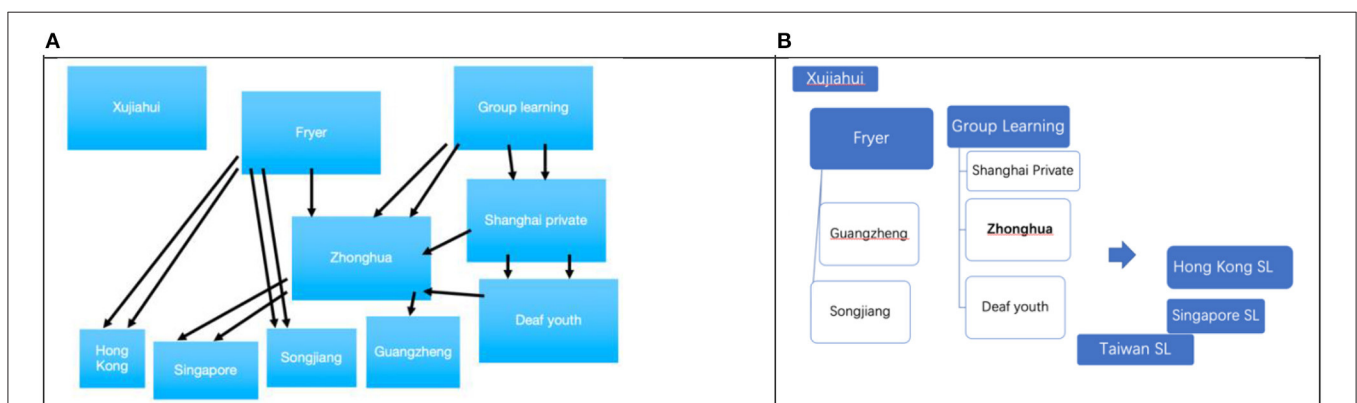 A
Xujiahui
Fryer
Group learning
Shanghai private
Zhonghua
Deaf youth
Hong
Kong
Singapore
Songjiang
Guangzheng
B
Xujiahui
Fryer
Group Learning
Shanghai Private
Guangzheng
Zhonghua
Songjiang
Deaf youth
Hong Kong SL
Singapore SL
Taiwan SL